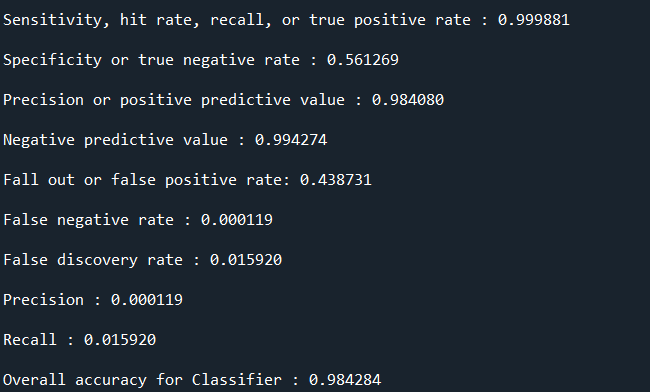 Sensitivity, hit rate, recall, or true positive rate : 0.999881
Specificity or true negative rate : 0.561269
Precision or positive predictive value : 0.984080
Negative predictive value : 0.994274
Fall out or false positive rate: 0.438731
False negative rate : 0.000119
False discovery rate : 0.015920
Precision : 0.000119
Recall : 0.015920
Overall accuracy for Classifier : 0.984284